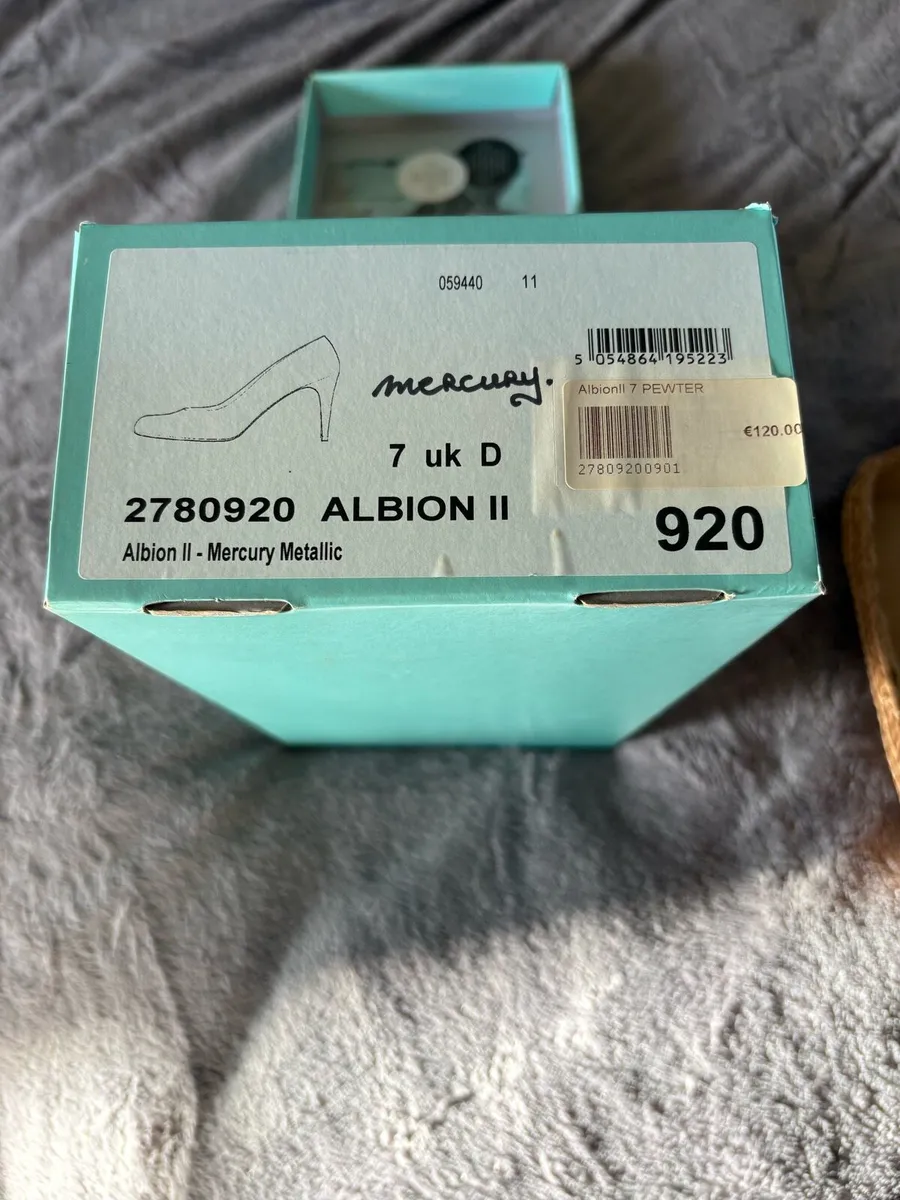 059440 11
5 054864 195223
mercury.
AlbionII 7 PEWTER
€120.00
27809200901
7 uk D
2780920 ALBION II
920
Albion II - Mercury Metallic